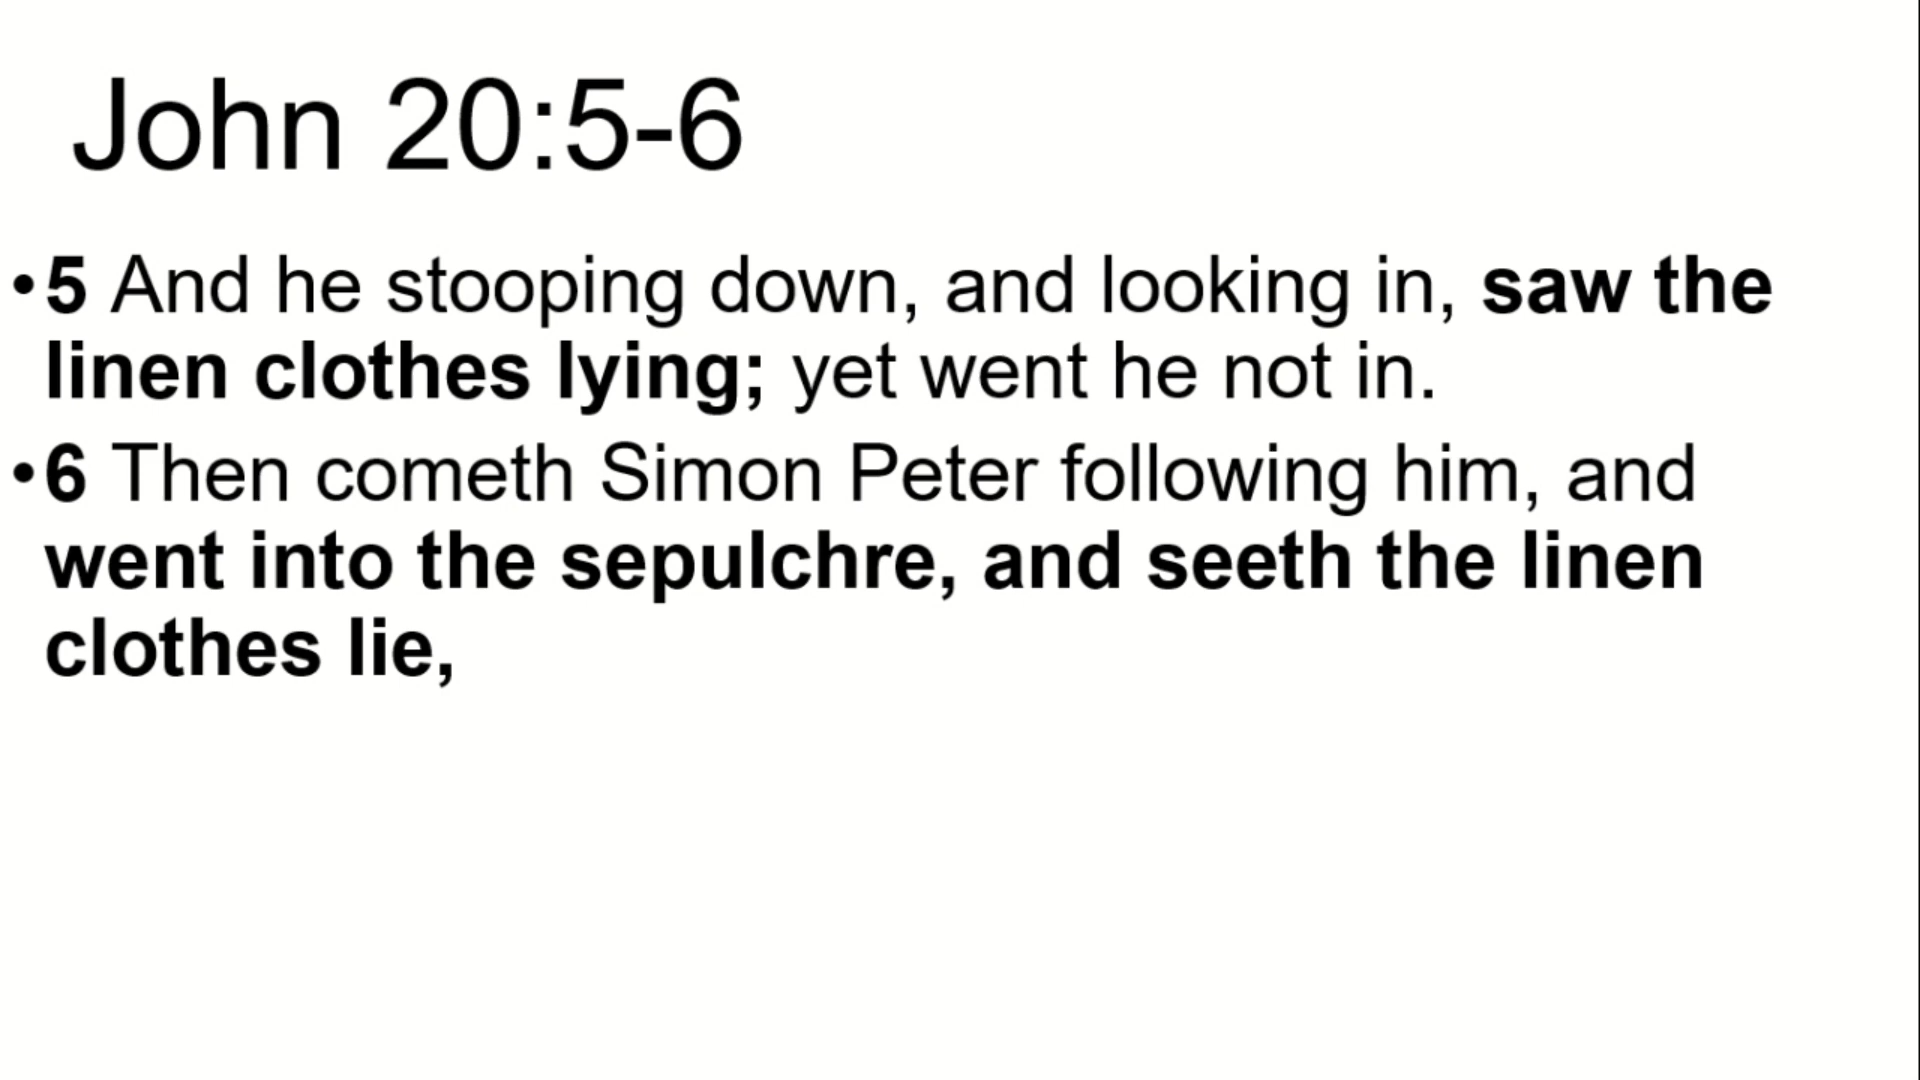 John 20:5-6
•5 And he stooping down, and looking in, saw the
linen clothes lying; yet went he not in.
•6 Then cometh Simon Peter following him, and
went into the sepulchre, and seeth the linen
clothes lie,